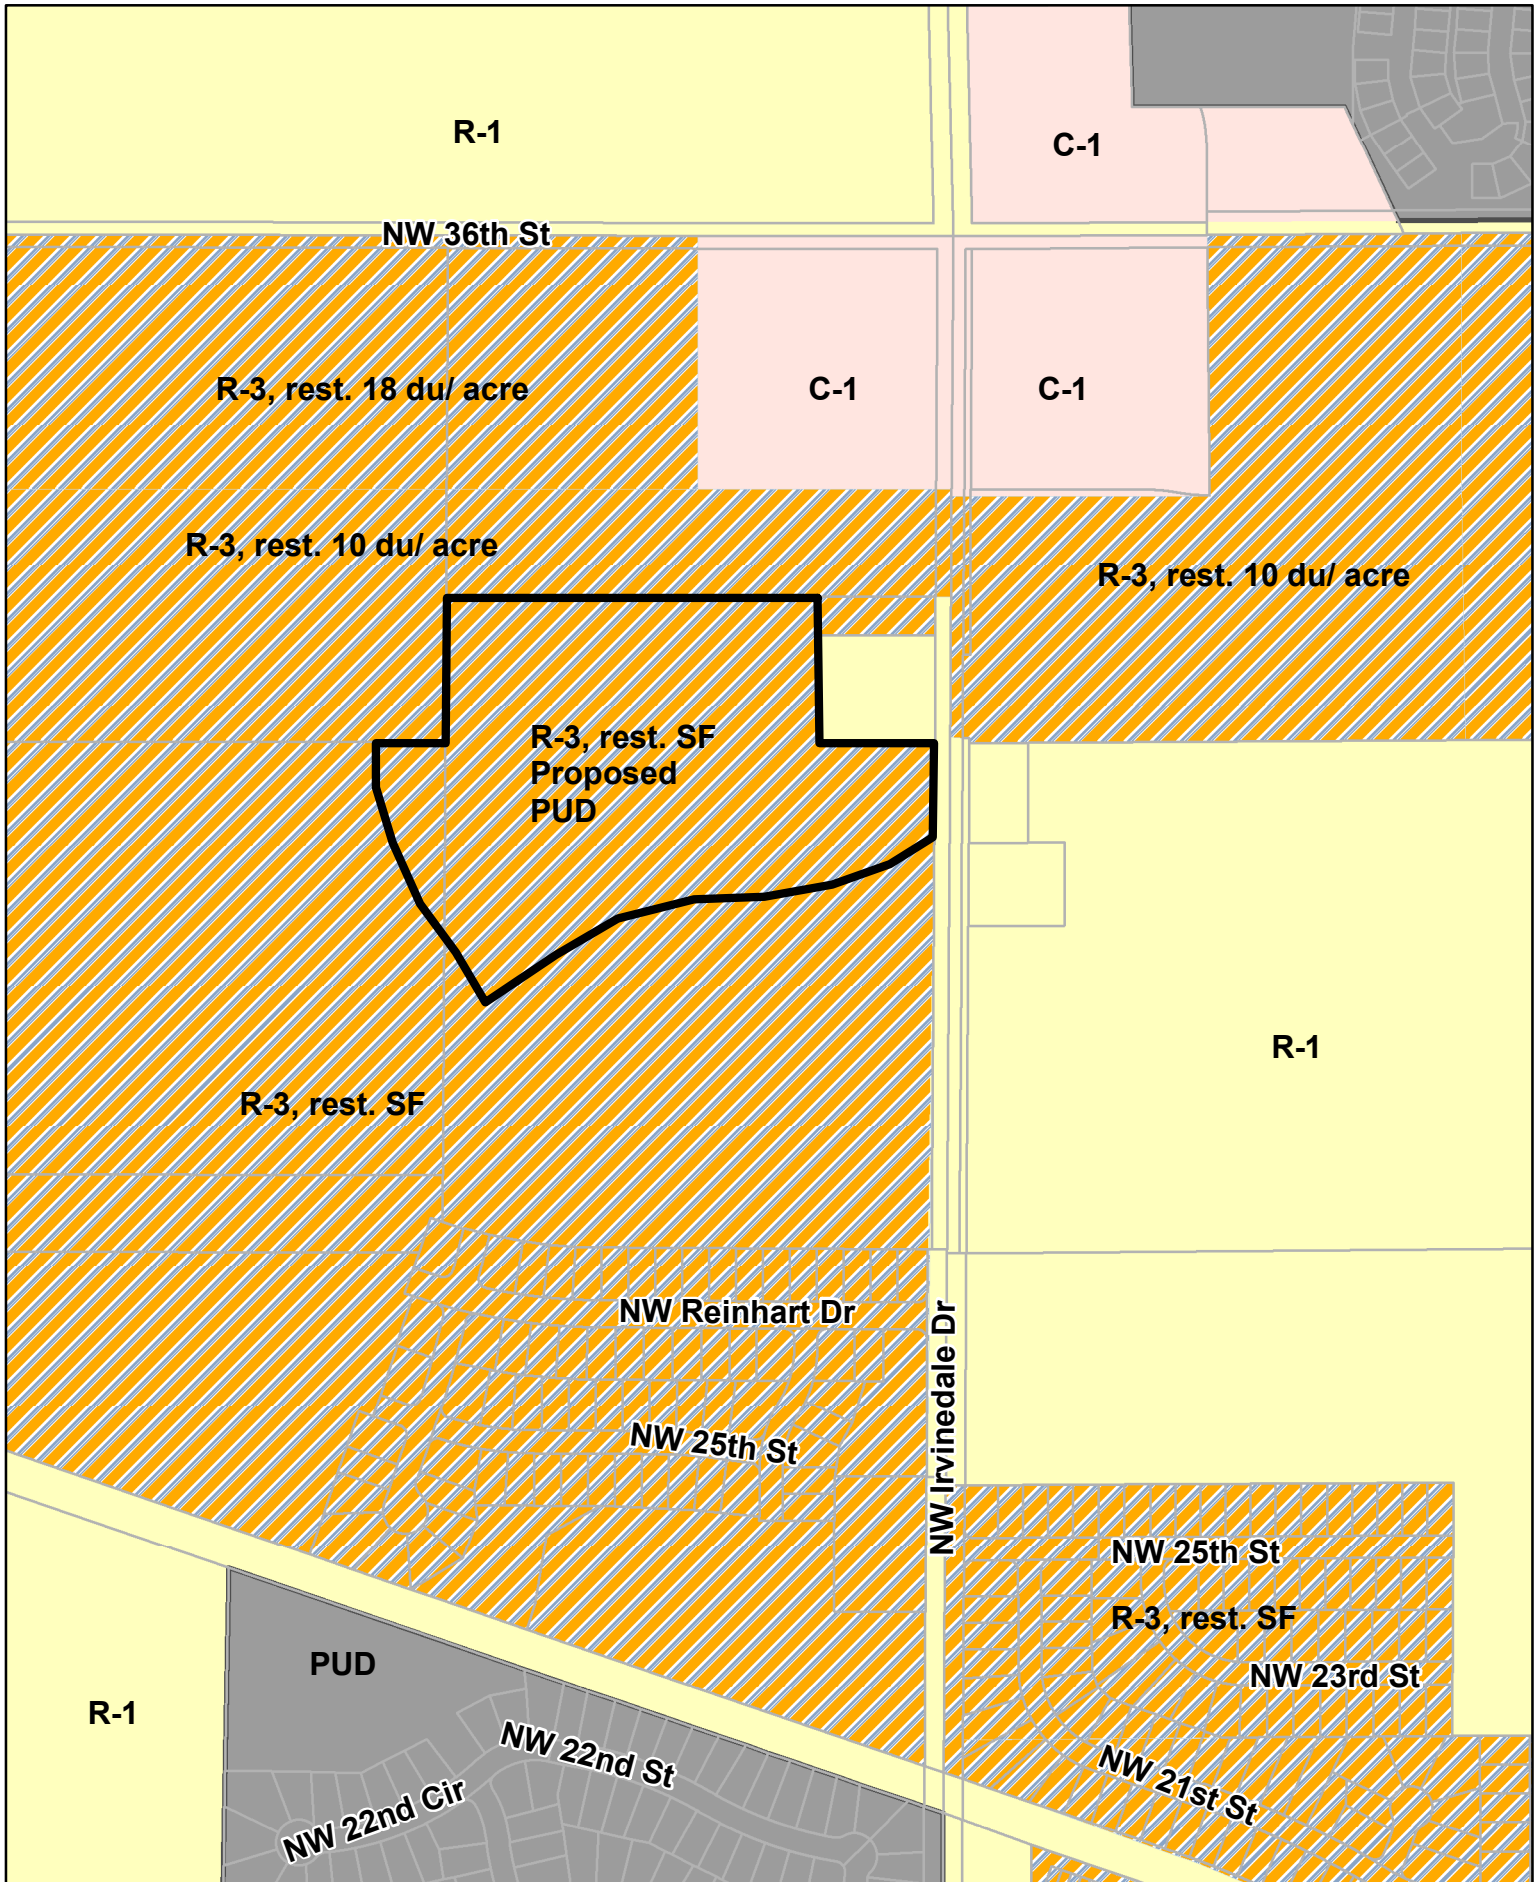 R-1
C-1
NW 36th St
R-3, rest. 18 du/ acre
C-1
C-1
R-3, rest. 10 du/ acre
R-3, rest. 10 du/ acre
R-3, rest. SF
Proposed
PUD
R-1
R-3, rest. SF
NW Reinhart Dr
NW Irvinedale Dr
NW 25th St
NW 25th St
R-3, rest. SF
PUD
NW 23rd St
R-1
NW 22nd St
NW 21st St
NW 22nd Cir